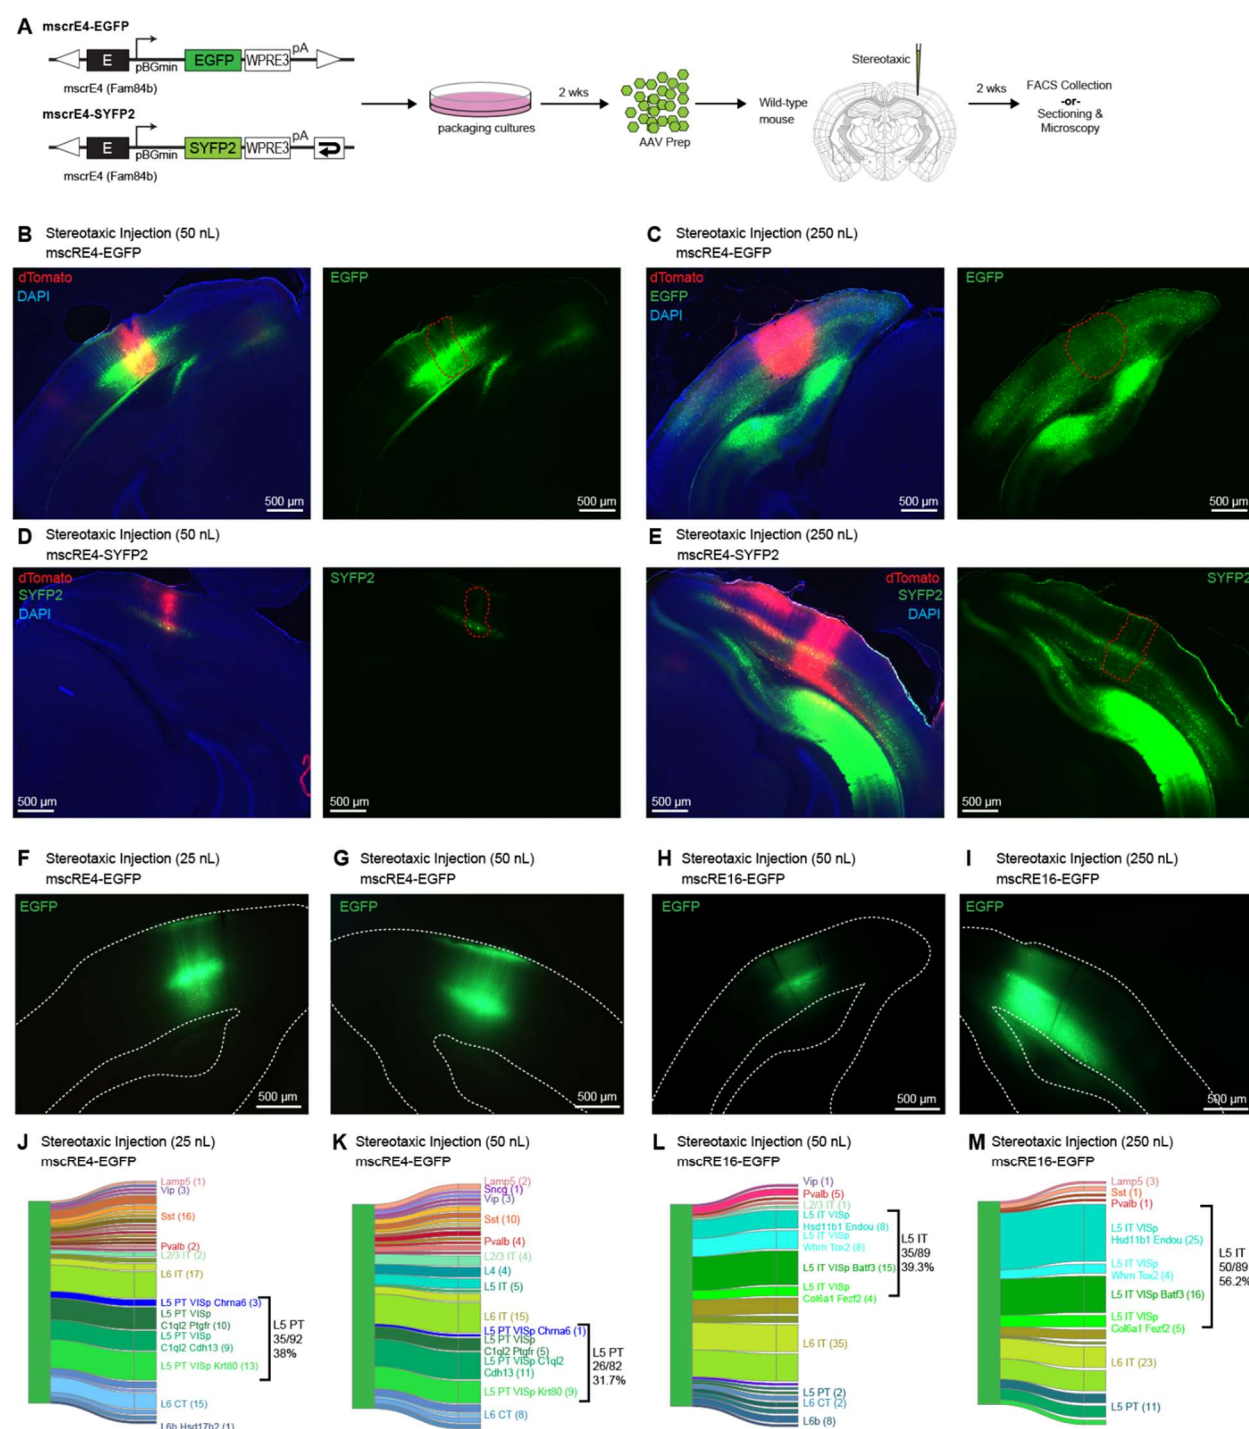 A
mscrE4-EGFP
E
pBGmin
EGFP
WPRE3
pA
mscrE4 (Fam84b)
mscrE4-SYFP2
E
pBGmin
SYFP2
WPRE3
pA
mscrE4 (Fam84b)
packaging cultures
2 wks
AAV Prep
Wild-type
mouse
Stereotaxic
2 wks
FACS Collection
-or-
Sectioning &
Microscopy
B Stereotaxic Injection (50 nL)
mscRE4-EGFP
dTomato
DAPI
500 µm
EGFP
500 µm
C Stereotaxic Injection (250 nL)
mscRE4-EGFP
dTomato
EGFP
DAPI
500 µm
EGFP
500 µm
D Stereotaxic Injection (50 nL)
mscRE4-SYFP2
dTomato
SYFP2
DAPI
500 µm
SYFP2
500 µm
E Stereotaxic Injection (250 nL)
mscRE4-SYFP2
dTomato
SYFP2
DAPI
500 µm
SYFP2
500 µm
F Stereotaxic Injection (25 nL)
mscRE4-EGFP
EGFP
500 µm
G Stereotaxic Injection (50 nL)
mscRE4-EGFP
EGFP
500 µm
H Stereotaxic Injection (50 nL)
mscRE16-EGFP
EGFP
500 µm
I Stereotaxic Injection (250 nL)
mscRE16-EGFP
EGFP
500 µm
J Stereotaxic Injection (25 nL)
mscRE4-EGFP
Lamp5 (1)
Vip (3)
Sst (16)
Pvalb (2)
L2/3 IT (2)
L6 IT (17)
L5 PT VISp Chrna6 (3)
L5 PT VISp
C1ql2 Ptgfr (10)
L5 PT VISp
C1ql2 Cdh13 (9)
L5 PT VISp Krt80 (13)
L6 CT (15)
L6b Hsd17b2 (1)
L5 PT
35/92
38%
K Stereotaxic Injection (50 nL)
mscRE4-EGFP
Lamp5 (2)
Sncg (1)
Vip (3)
Sst (10)
Pvalb (4)
L2/3 IT (4)
L4 (4)
L5 IT (5)
L6 IT (15)
L5 PT VISp Chrna6 (1)
L5 PT VISp
C1ql2 Ptgfr (5)
L5 PT VISp C1ql2
Cdh13 (11)
L5 PT VISp Krt80 (9)
L6 CT (8)
L5 PT
26/82
31.7%
L Stereotaxic Injection (50 nL)
mscRE16-EGFP
Vip (1)
Pvalb (5)
L2/3 IT (1)
L5 IT VISp
Hsd11b1 Endou (8)
L5 IT VISp
Whrn Tox2 (8)
L5 IT VISp Batf3 (15)
L5 IT VISp
Col6a1 Fezf2 (4)
L6 IT (35)
L5 PT (2)
L6 CT (2)
L6b (8)
L5 IT
35/89
39.3%
M Stereotaxic Injection (250 nL)
mscRE16-EGFP
Lamp5 (3)
Sst (1)
Pvalb (1)
L5 IT VISp
Hsd11b1 Endou (25)
L5 IT VISp
Whrn Tox2 (4)
L5 IT VISp Batf3 (16)
L5 IT VISp
Col6a1 Fezf2 (5)
L6 IT (23)
L5 PT (11)
L5 IT
50/89
56.2%